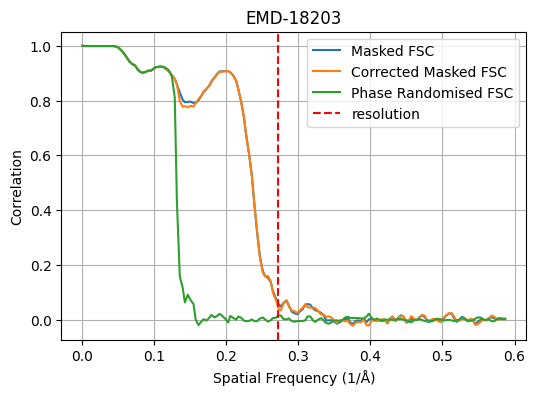 EMD-18203
Masked FSC
Corrected Masked FSC
Phase Randomised FSC
resolution
Correlation
1.0
0.8
0.6
0.4
0.2
0.0
0.0 0.1 0.2 0.3 0.4 0.5 0.6
Spatial Frequency (1/Å)